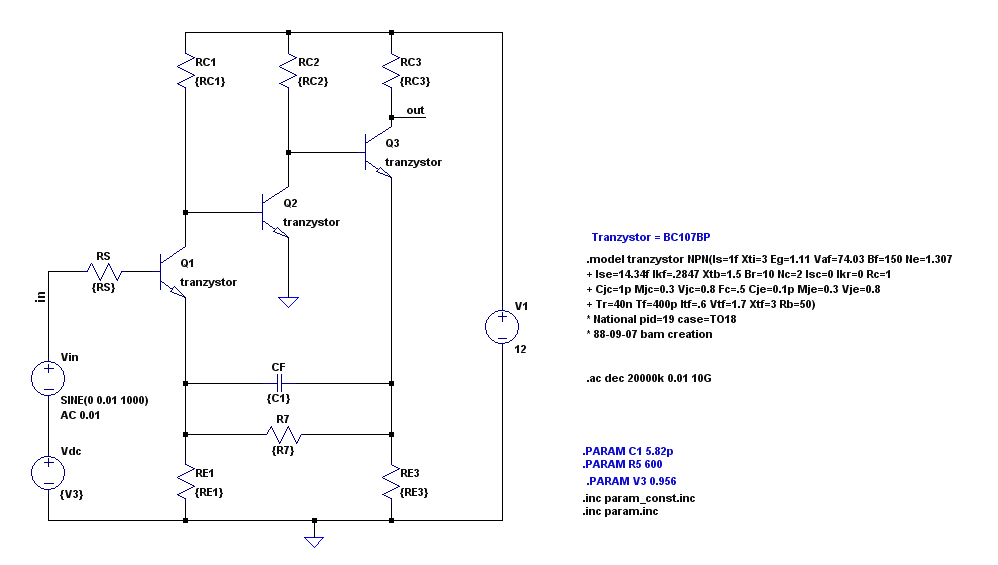 RC1
{RC1}
RC2
{RC2}
RC3
{RC3}
out
Q3
tranzystor
Q2
tranzystor
Q1
tranzystor
RS
{RS}
in
Vin
SINE(0 0.01 1000)
AC 0.01
Vdc
{V3}
CF
{C1}
R7
{R7}
RE1
{RE1}
RE3
{RE3}
V1
12
Tranzystor = BC107BP
.model tranzystor NPN(Is=1f Xti=3 Eg=1.11 Vaf=74.03 Bf=150 Ne=1.307
+ Ise=14.34f Ikf=.2847 Xtb=1.5 Br=10 Nc=2 Isc=0 Ikr=0 Rc=1
+ Cjc=1p Mjc=0.3 Vjc=0.8 Fc=.5 Cje=0.1p Mje=0.3 Vje=0.8
+ Tr=40n Tf=400p Itf=.6 Vtf=1.7 Xtf=3 Rb=50)
* National pid=19 case=TO18
* 88-09-07 bam creation
.ac dec 20000k 0.01 10G
.PARAM C1 5.82p
.PARAM R5 600
.PARAM V3 0.956
.inc param_const.inc
.inc param.inc